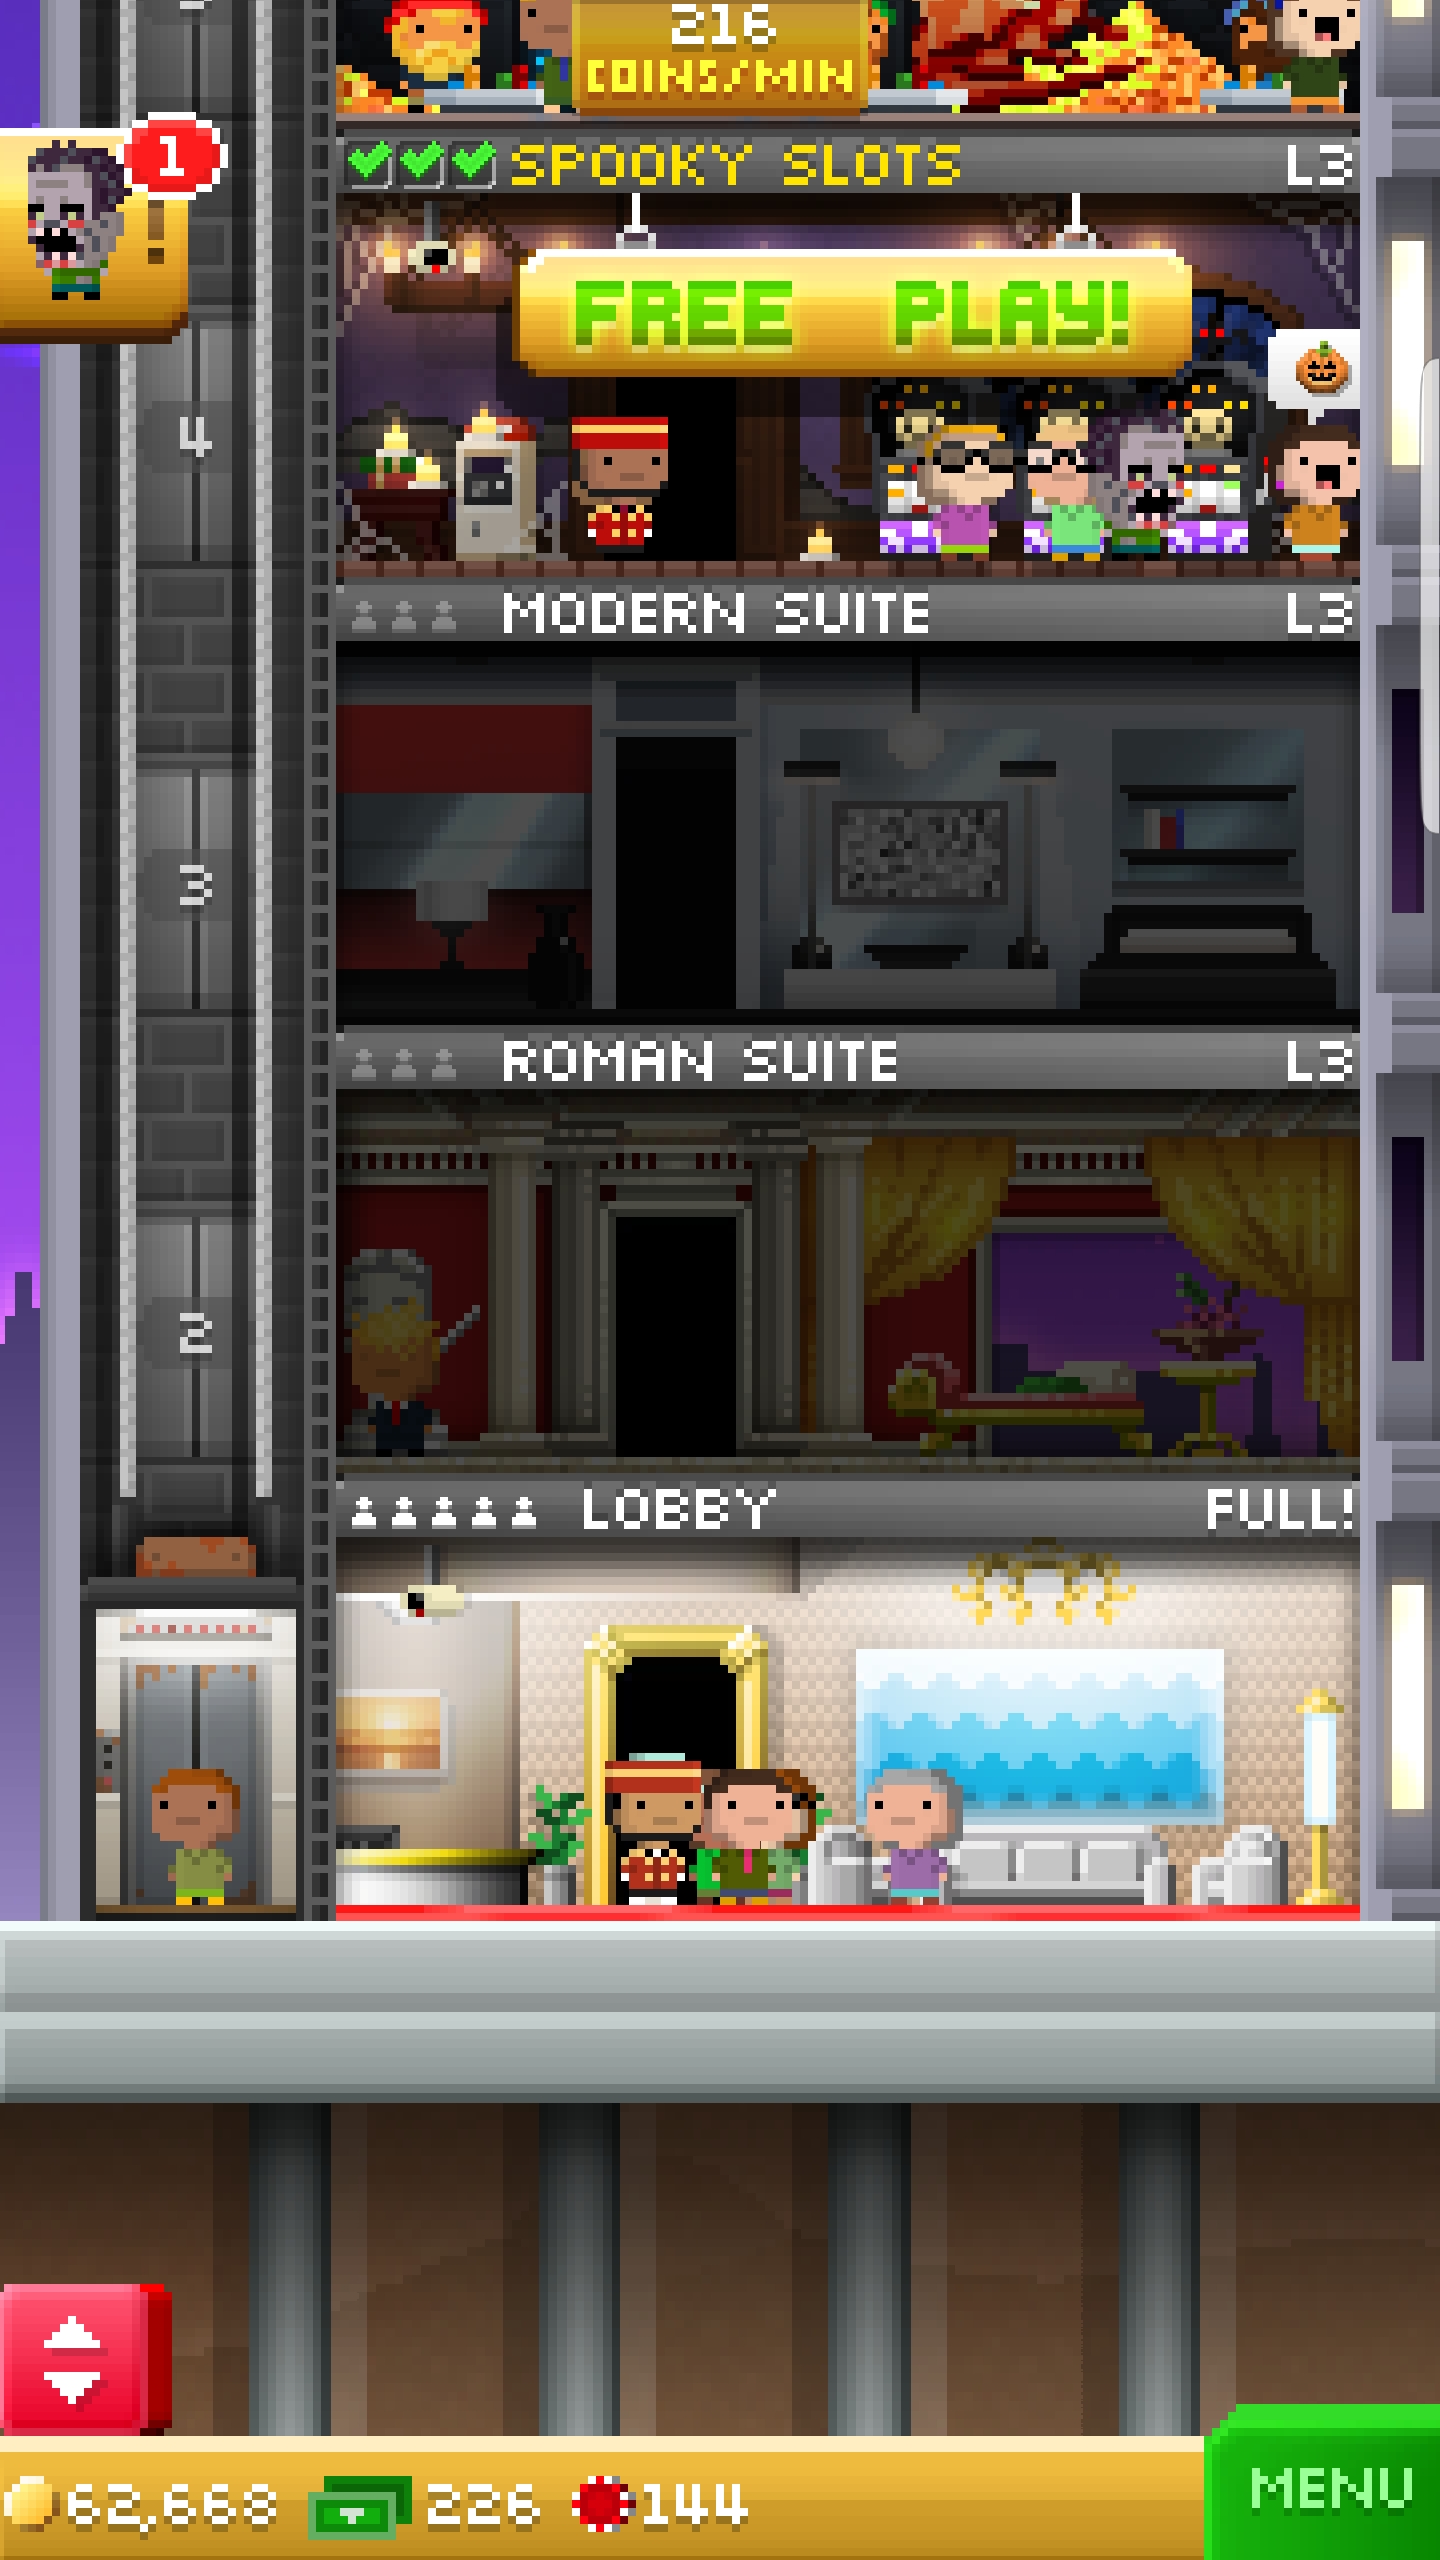 216
COINS/MIN
1
!
SPOOKY SLOTS L3
FREE PLAY!
4
MODERN SUITE L3
3
ROMAN SUITE L3
2
LOBBY FULL!
62,668 226 144
MENU